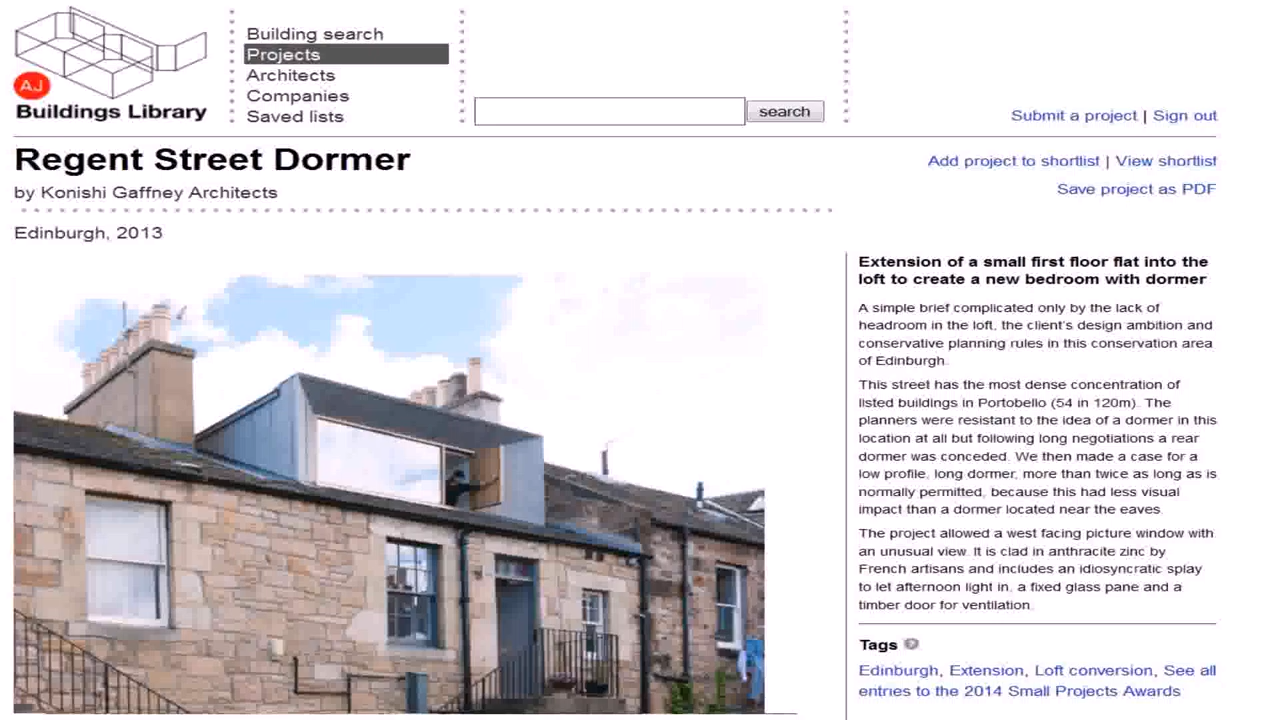 AJ
Buildings Library
Building search
Projects
Architects
Companies
Saved lists
search
Submit a project | Sign out
Regent Street Dormer
by Konishi Gaffney Architects
Add project to shortlist | View shortlist
Save project as PDF
Edinburgh, 2013
Extension of a small first floor flat into the
loft to create a new bedroom with dormer
A simple brief complicated only by the lack of
headroom in the loft, the client's design ambition and
conservative planning rules in this conservation area
of Edinburgh.
This street has the most dense concentration of
listed buildings in Portobello (54 in 120m). The
planners were resistant to the idea of a dormer in this
location at all but following long negotiations a rear
dormer was conceded. We then made a case for a
low profile, long dormer, more than twice as long as is
normally permitted, because this had less visual
impact than a dormer located near the eaves.
The project allowed a west facing picture window with
an unusual view. It is clad in anthracite zinc by
French artisans and includes an idiosyncratic splay
to let afternoon light in, a fixed glass pane and a
timber door for ventilation.
Tags ?
Edinburgh, Extension, Loft conversion, See all
entries to the 2014 Small Projects Awards